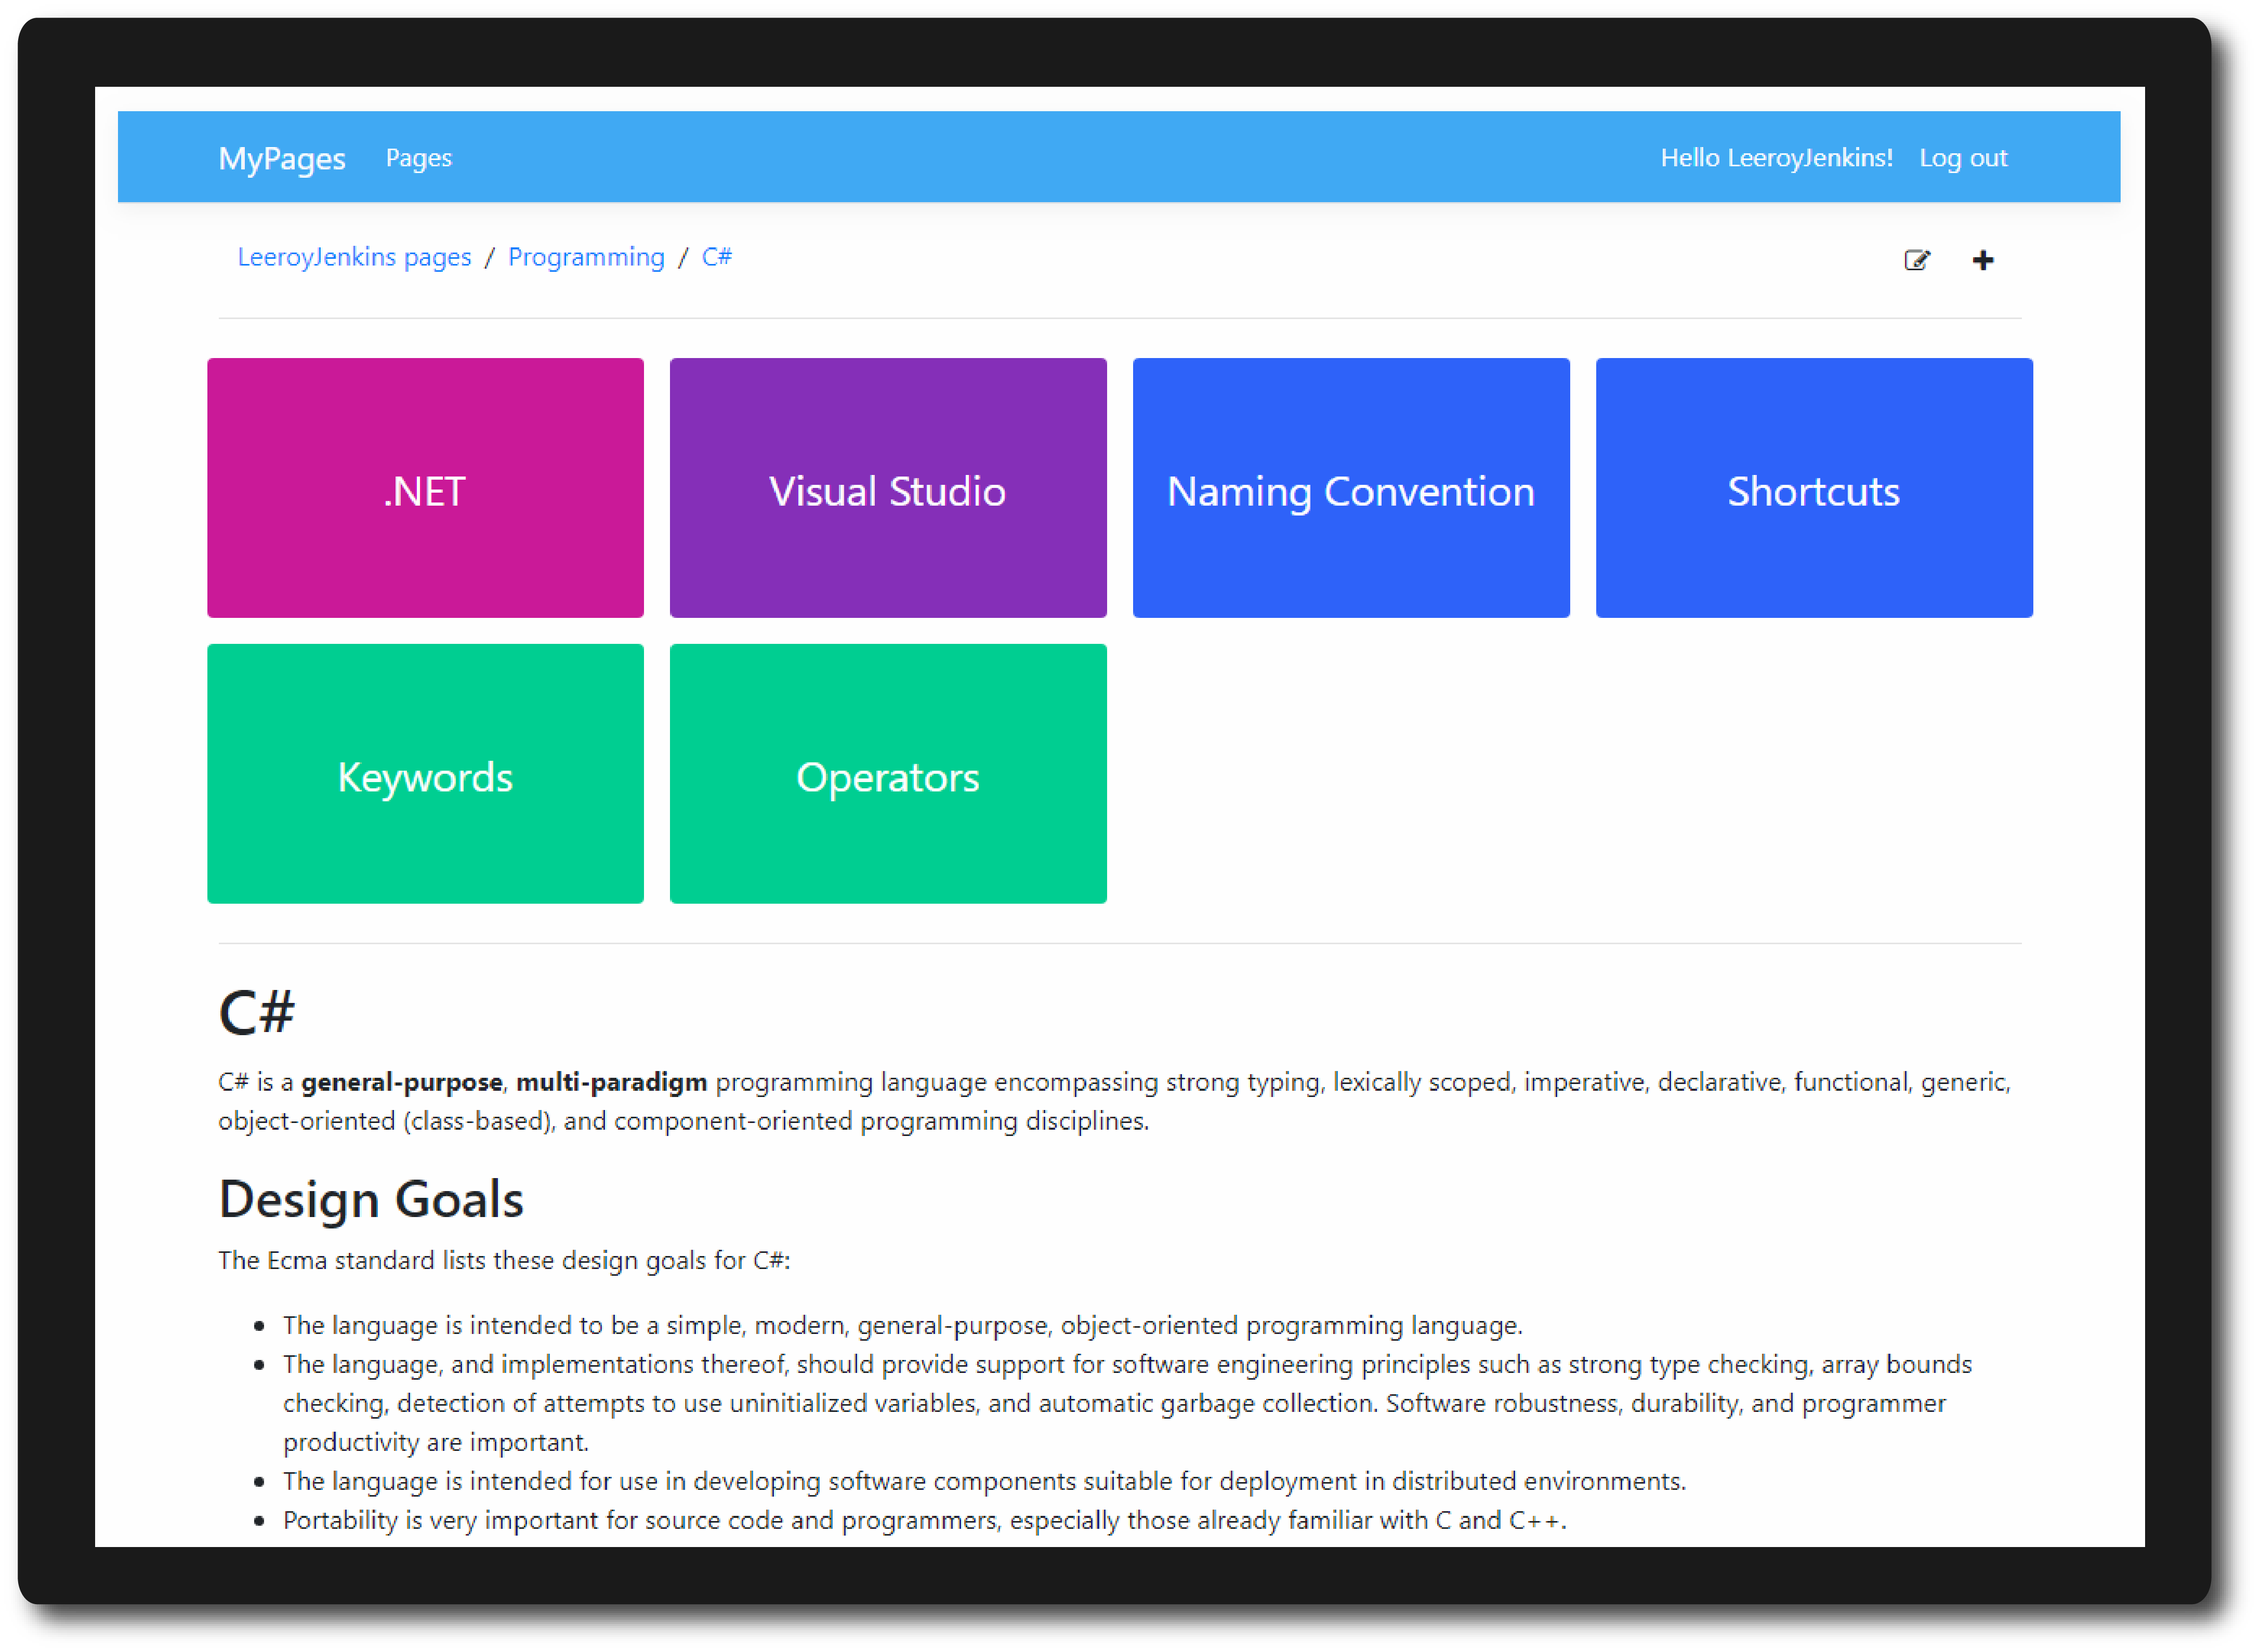 MyPages Pages Hello LeeroyJenkins! Log out
LeeroyJenkins pages / Programming / C#
.NET Visual Studio Naming Convention Shortcuts
Keywords Operators
C#
C# is a general-purpose, multi-paradigm programming language encompassing strong typing, lexically scoped, imperative, declarative, functional, generic,
object-oriented (class-based), and component-oriented programming disciplines.
Design Goals
The Ecma standard lists these design goals for C#:
• The language is intended to be a simple, modern, general-purpose, object-oriented programming language.
• The language, and implementations thereof, should provide support for software engineering principles such as strong type checking, array bounds
checking, detection of attempts to use uninitialized variables, and automatic garbage collection. Software robustness, durability, and programmer
productivity are important.
• The language is intended for use in developing software components suitable for deployment in distributed environments.
• Portability is very important for source code and programmers, especially those already familiar with C and C++.